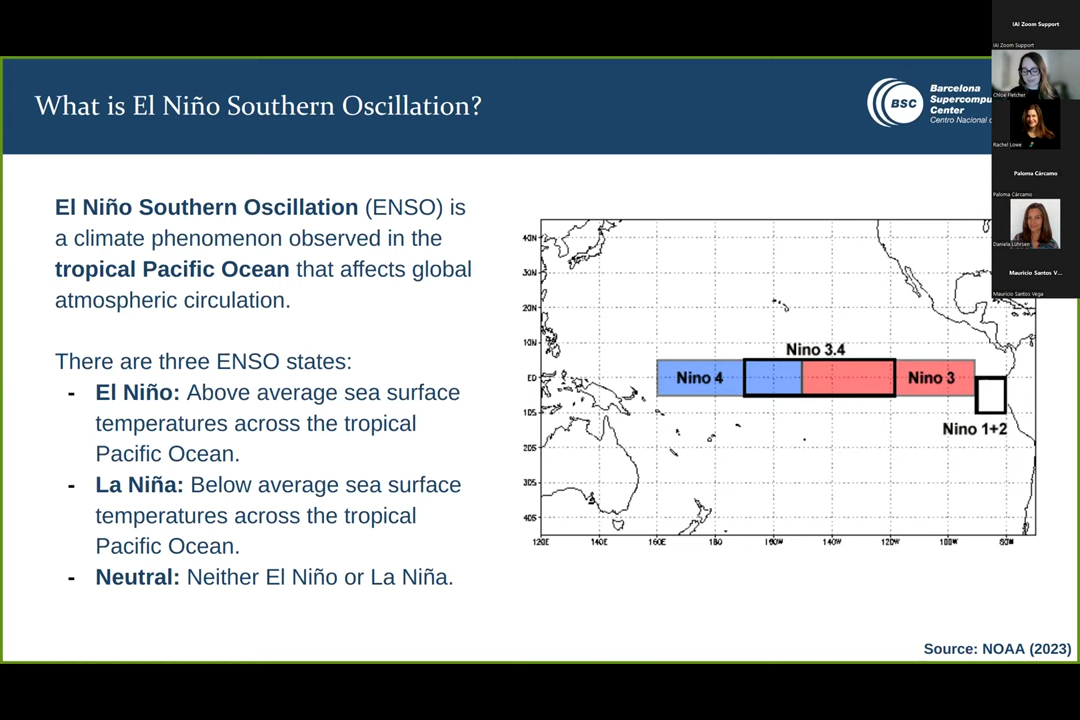 IAI Zoom Support
IAI Zoom Support
Chloe Fletcher
Rachel Lowe
Paloma Cárcamo
Paloma Cárcamo
Daniela Lührsen
Mauricio Santos V...
Mauricio Santos Vega
What is El Niño Southern Oscillation?
BSC
Barcelona
Supercompu
Center
Centro Nacional
El Niño Southern Oscillation (ENSO) is
a climate phenomenon observed in the
tropical Pacific Ocean that affects global
atmospheric circulation.
There are three ENSO states:
- El Niño: Above average sea surface
temperatures across the tropical
Pacific Ocean.
- La Niña: Below average sea surface
temperatures across the tropical
Pacific Ocean.
- Neutral: Neither El Niño or La Niña.
40N
30N
20N
10N
EQ
10S
20S
30S
40S
Nino 3.4
Nino 4
Nino 3
Nino 1+2
120E 140E 160E 180 160W 140W 120W 100W 80W
Source: NOAA (2023)